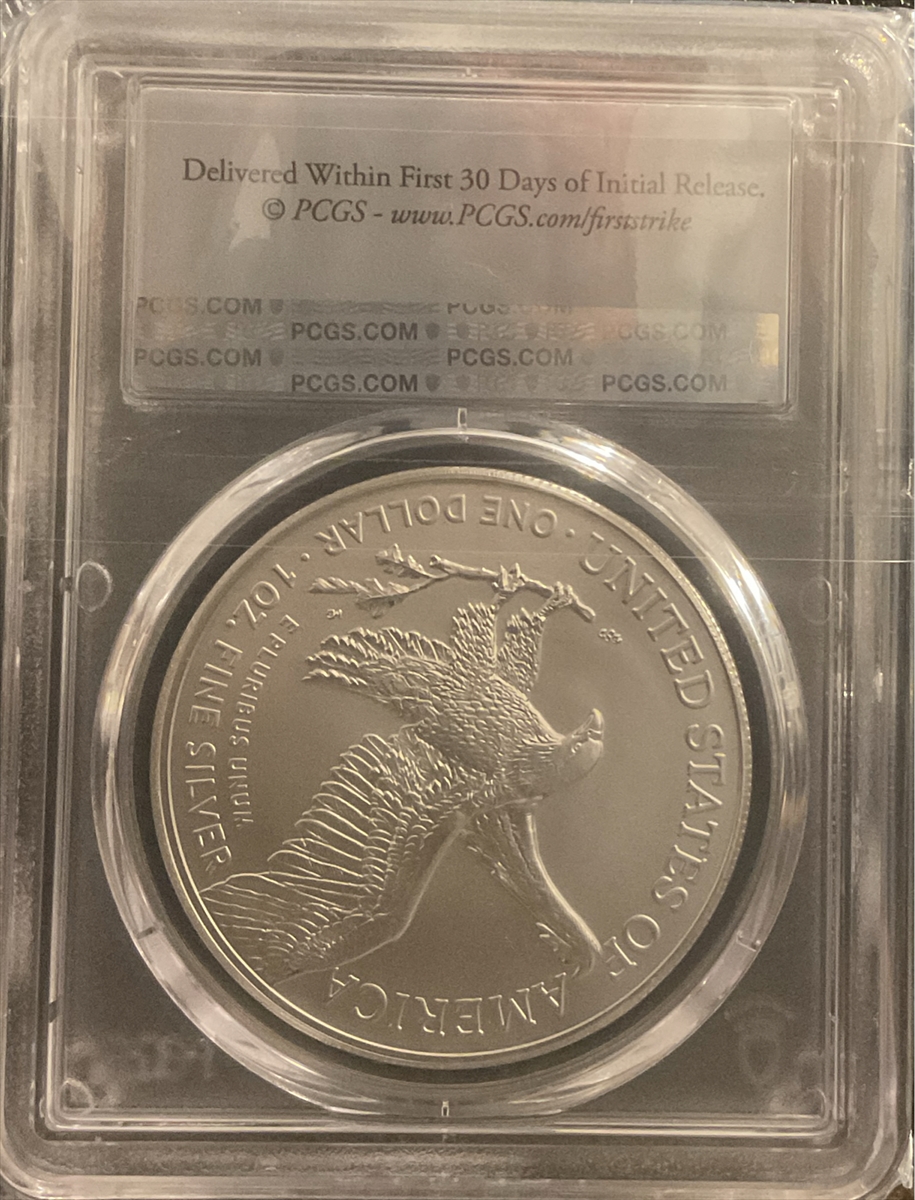 Delivered Within First 30 Days of Initial Release.
© PCGS - www.PCGS.com/firststrike
PCGS.COM PCGS.COM
PCGS.COM PCGS.COM
PCGS.COM PCGS.COM
PCGS.COM PCGS.COM
UNITED STATES OF AMERICA
· 1 OZ. FINE SILVER · ONE DOLLAR ·
E PLURIBUS UNUM